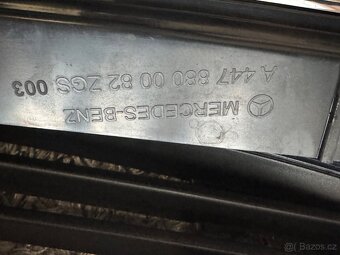 MERCEDES-BENZ
A 447 880 00 82 ZGS 003
Bazos.cz